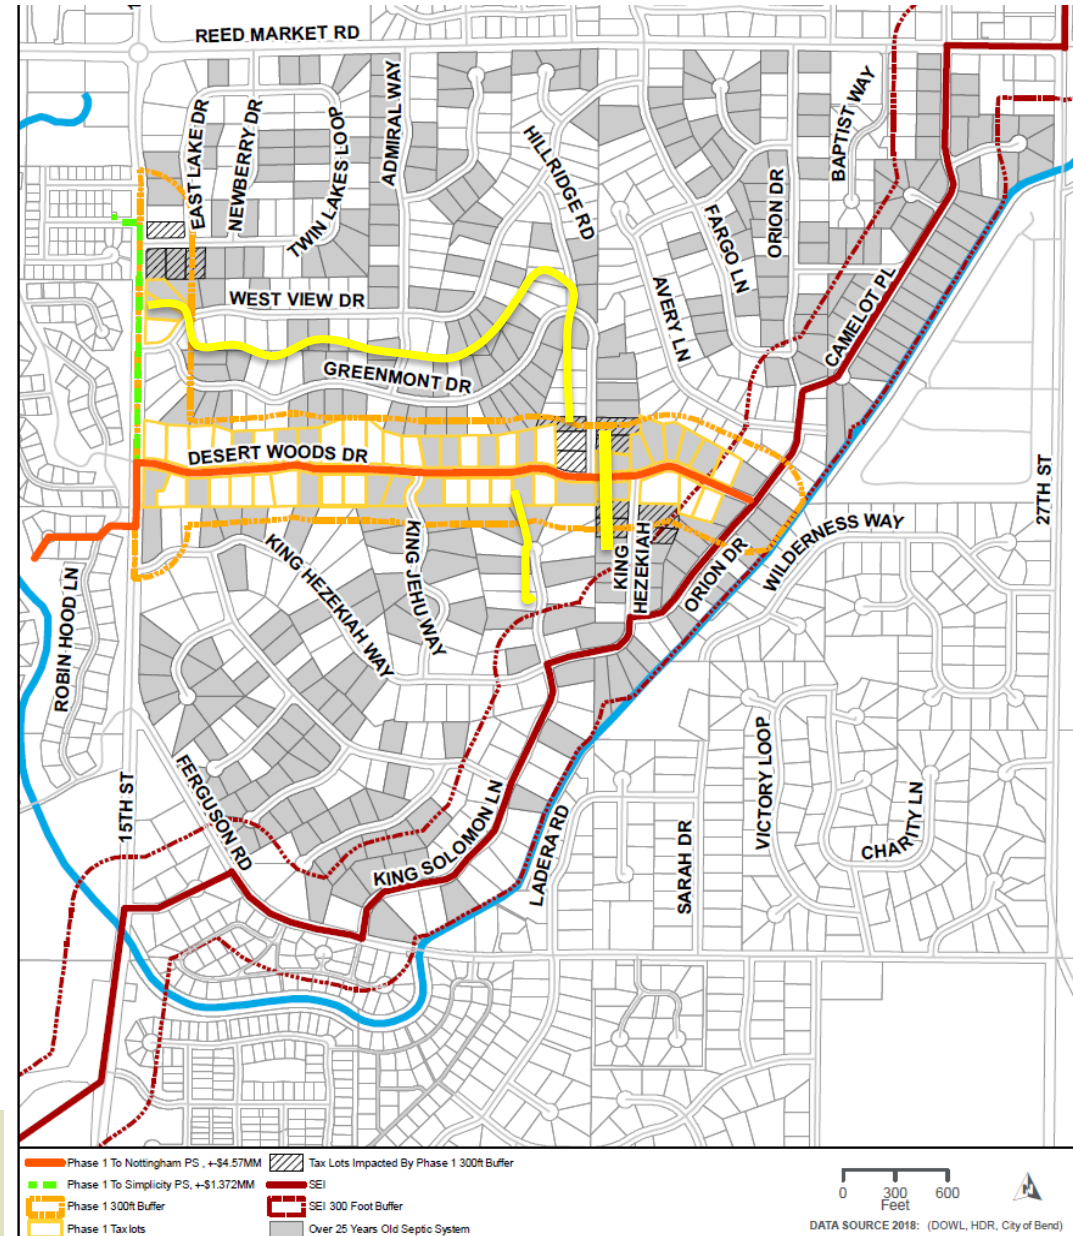 REED MARKET RD
EAST LAKE DR
NEWBERRY DR
TWIN LAKES LOOP
ADMIRAL WAY
HILLRIDGE RD
FARGO LN
ORION DR
BAPTIST WAY
AVERY LN
CAMELOT PL
WEST VIEW DR
GREENMONT DR
DESERT WOODS DR
27TH ST
KING HEZEKIAH WAY
KING JEHU WAY
KING
HEZEKIAH
ORION DR
WILDERNESS WAY
ROBIN HOOD LN
15TH ST
FERGUSON RD
KING SOLOMON LN
LADERA RD
SARAH DR
VICTORY LOOP
CHARITY LN
Phase 1 To Nottingham PS , +-$4.57MM
Phase 1 To Simplicity PS, +-$1.372MM
Phase 1 300ft Buffer
Phase 1 Taxlots
Tax Lots Impacted By Phase 1 300ft Buffer
SEI
SEI 300 Foot Buffer
Over 25 Years Old Septic System
0 300 600
Feet
DATA SOURCE 2018: (DOWL, HDR, City of Bend)